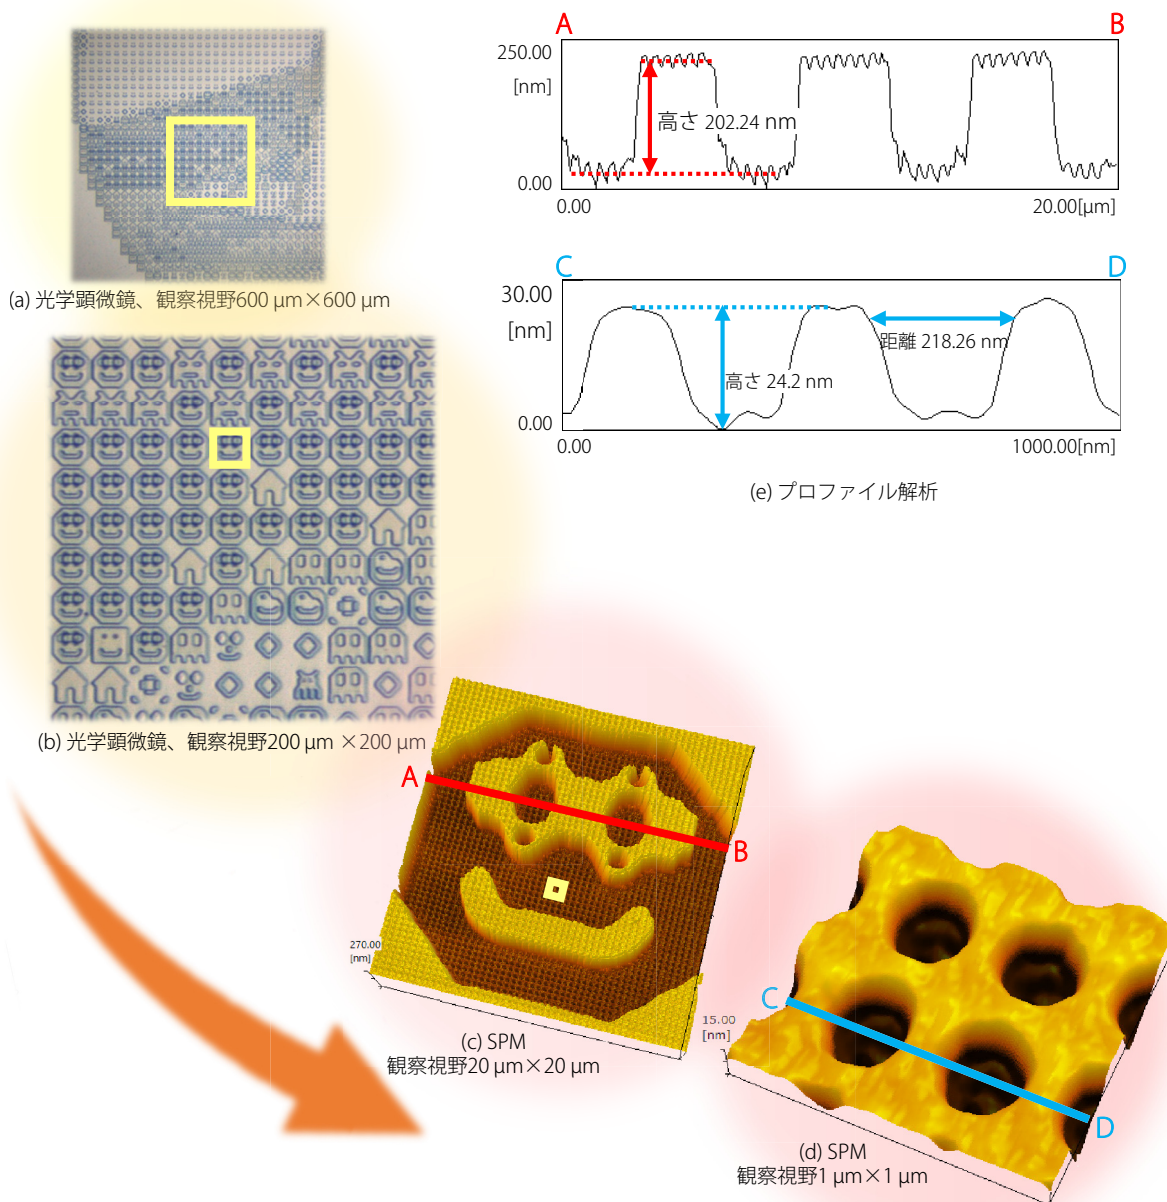 A
B
250.00
[nm]
高さ 202.24 nm
0.00
0.00
20.00[μm]
(a) 光学顕微鏡、観察視野600 μm×600 μm
C
D
30.00
[nm]
距離 218.26 nm
高さ 24.2 nm
0.00
0.00
1000.00[nm]
(e) プロファイル解析
(b) 光学顕微鏡、観察視野200 μm ×200 μm
A
B
270.00
[nm]
(c) SPM
観察視野20 μm×20 μm
C
15.00
[nm]
D
(d) SPM
観察視野1 μm×1 μm